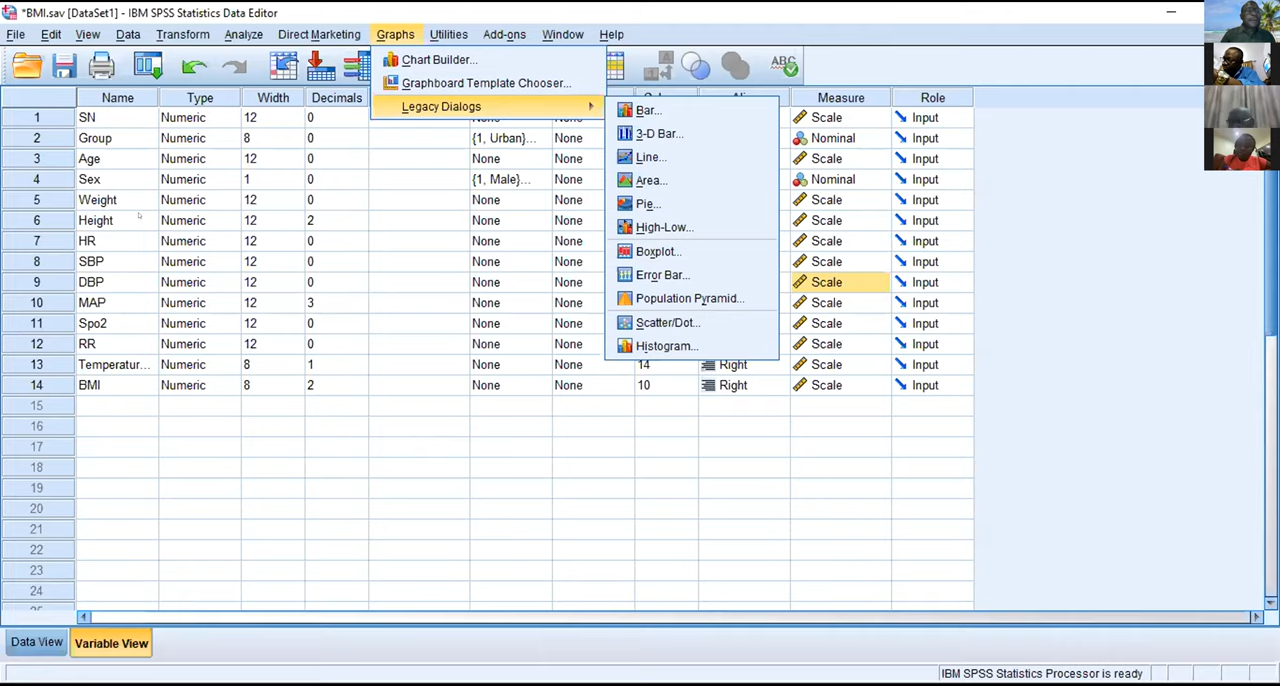 *BMI.sav [DataSet1] - IBM SPSS Statistics Data Editor
File Edit View Data Transform Analyze Direct Marketing Graphs Utilities Add-ons Window Help
Chart Builder...
Graphboard Template Chooser...
Legacy Dialogs
Bar...
3-D Bar...
Line...
Area...
Pie...
High-Low...
Boxplot...
Error Bar...
Population Pyramid...
Scatter/Dot...
Histogram...
Name Type Width Decimals Measure Role
1 SN Numeric 12 0 Scale Input
2 Group Numeric 8 0 {1, Urban}... None Nominal Input
3 Age Numeric 12 0 None None Scale Input
4 Sex Numeric 1 0 {1, Male}... None Nominal Input
5 Weight Numeric 12 0 None None Scale Input
6 Height Numeric 12 2 None None Scale Input
7 HR Numeric 12 0 None None Scale Input
8 SBP Numeric 12 0 None None Scale Input
9 DBP Numeric 12 0 None None Scale Input
10 MAP Numeric 12 3 None None Scale Input
11 Spo2 Numeric 12 0 None None Scale Input
12 RR Numeric 12 0 None None Scale Input
13 Temperatur... Numeric 8 1 None None 14 Right Scale Input
14 BMI Numeric 8 2 None None 10 Right Scale Input
15
16
17
18
19
20
21
22
23
24
Data View Variable View
IBM SPSS Statistics Processor is ready